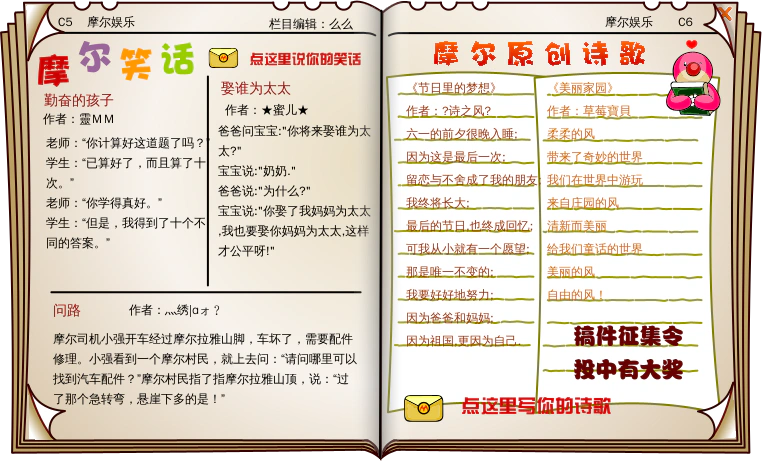 C5
摩尔娱乐
栏目编辑：么么
摩尔笑话
点这里说你的笑话
勤奋的孩子
作者：靈ＭＭ
老师：“你计算好这道题了吗？”
学生：“已算好了，而且算了十
次。”
老师：“你学得真好。”
学生：“但是，我得到了十个不
同的答案。”
娶谁为太太
作者：★蜜儿★
爸爸问宝宝:"你将来娶谁为太
太?"
宝宝说:"奶奶."
爸爸说:"为什么?"
宝宝说:"你娶了我妈妈为太太
,我也要娶你妈妈为太太,这样
才公平呀!"
问路
作者：灬绣|αォ？
摩尔司机小强开车经过摩尔拉雅山脚，车坏了，需要配件
修理。小强看到一个摩尔村民，就上去问：“请问哪里可以
找到汽车配件？”摩尔村民指了指摩尔拉雅山顶，说：“过
了那个急转弯，悬崖下多的是！”
摩尔娱乐
C6
摩尔原创诗歌
《节日里的梦想》
作者：?诗之风?
六一的前夕很晚入睡;
因为这是最后一次;
留恋与不舍成了我的朋友;
我终将长大;
最后的节日,也终成回忆;
可我从小就有一个愿望;
那是唯一不变的;
我要好好地努力;
因为爸爸和妈妈;
因为祖国,更因为自己.
《美丽家园》
作者：草莓寶貝
柔柔的风
带来了奇妙的世界
我们在世界中游玩
来自庄园的风
清新而美丽
给我们童话的世界
美丽的风
自由的风！
稿件征集令
投中有大奖
点这里写你的诗歌